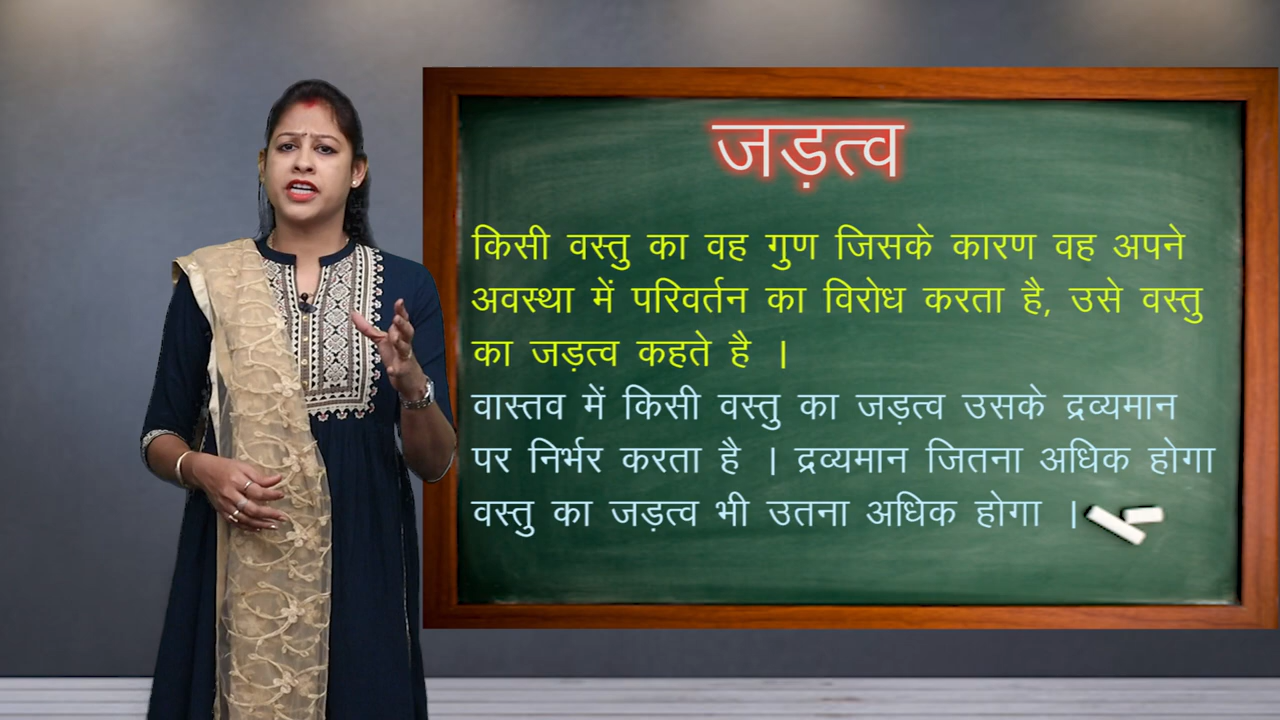 जड़त्व
किसी वस्तु का वह गुण जिसके कारण वह अपने
अवस्था में परिवर्तन का विरोध करता है, उसे वस्तु
का जड़त्व कहते है ।
वास्तव में किसी वस्तु का जड़त्व उसके द्रव्यमान
पर निर्भर करता है । द्रव्यमान जितना अधिक होगा
वस्तु का जड़त्व भी उतना अधिक होगा ।